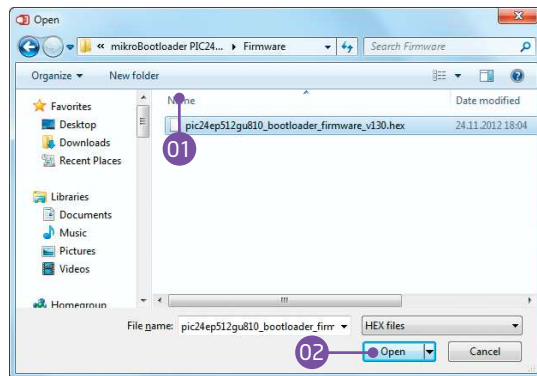 Open
« mikroBootloader PIC24... ▸ Firmware
Search Firmware
Organize ▾ New folder
Name Date modified
pic24ep512gu810_bootloader_firmware_v130.hex 24.11.2012 18:04
Favorites
Desktop
Downloads
Recent Places
Libraries
Documents
Music
Pictures
Videos
Homegroup
01
File name: pic24ep512gu810_bootloader_firm HEX files
02 Open Cancel